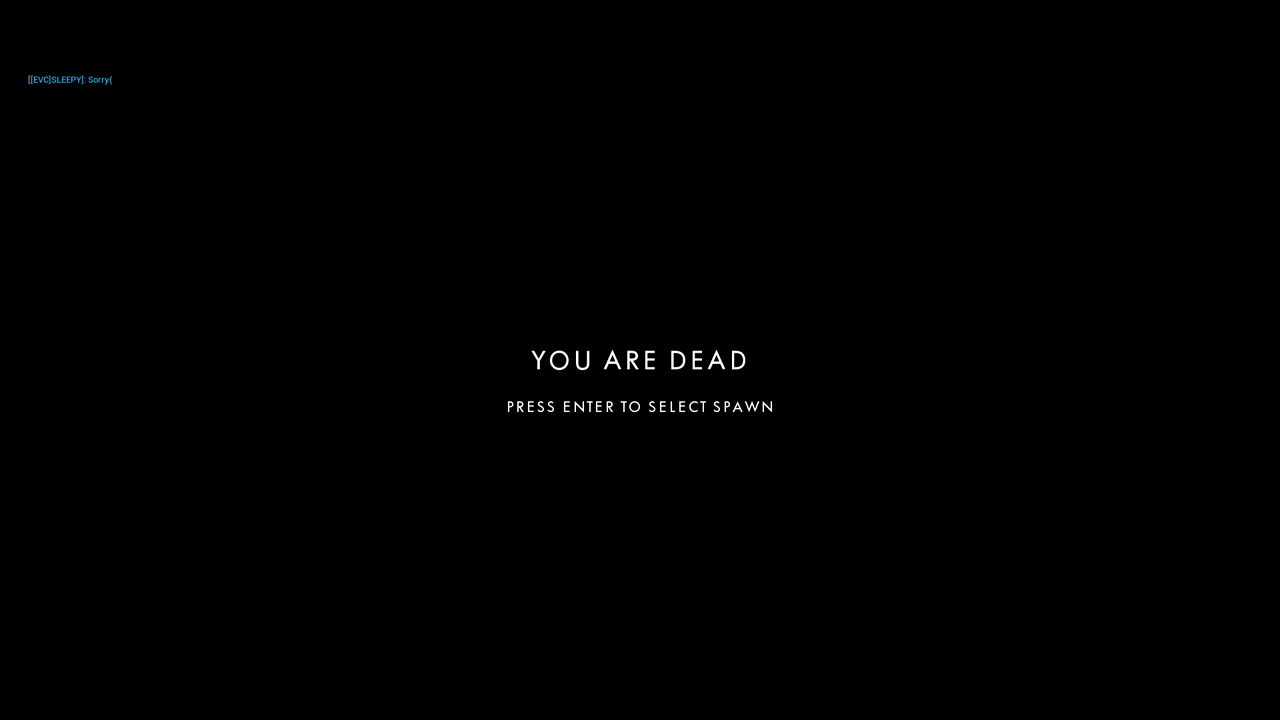 [[EVC]SLEEPY]: Sorry(
YOU ARE DEAD
PRESS ENTER TO SELECT SPAWN